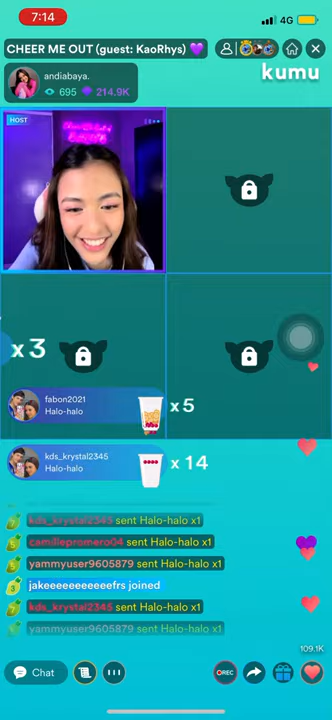 7:14
4G
CHEER ME OUT (guest: KaoRhys) 💜
kumu
andiabaya.
695 214.9K
HOST
x 3
fabon2021
Halo-halo
x 5
kds_krystal2345
Halo-halo
x 14
kds_krystal2345 sent Halo-halo x1
camillepromero04 sent Halo-halo x1
yammyuser9605879 sent Halo-halo x1
3 jakeeeeeeeeeeefrs joined
kds_krystal2345 sent Halo-halo x1
yammyuser9605879 sent Halo-halo x1
109.1K
Chat
REC